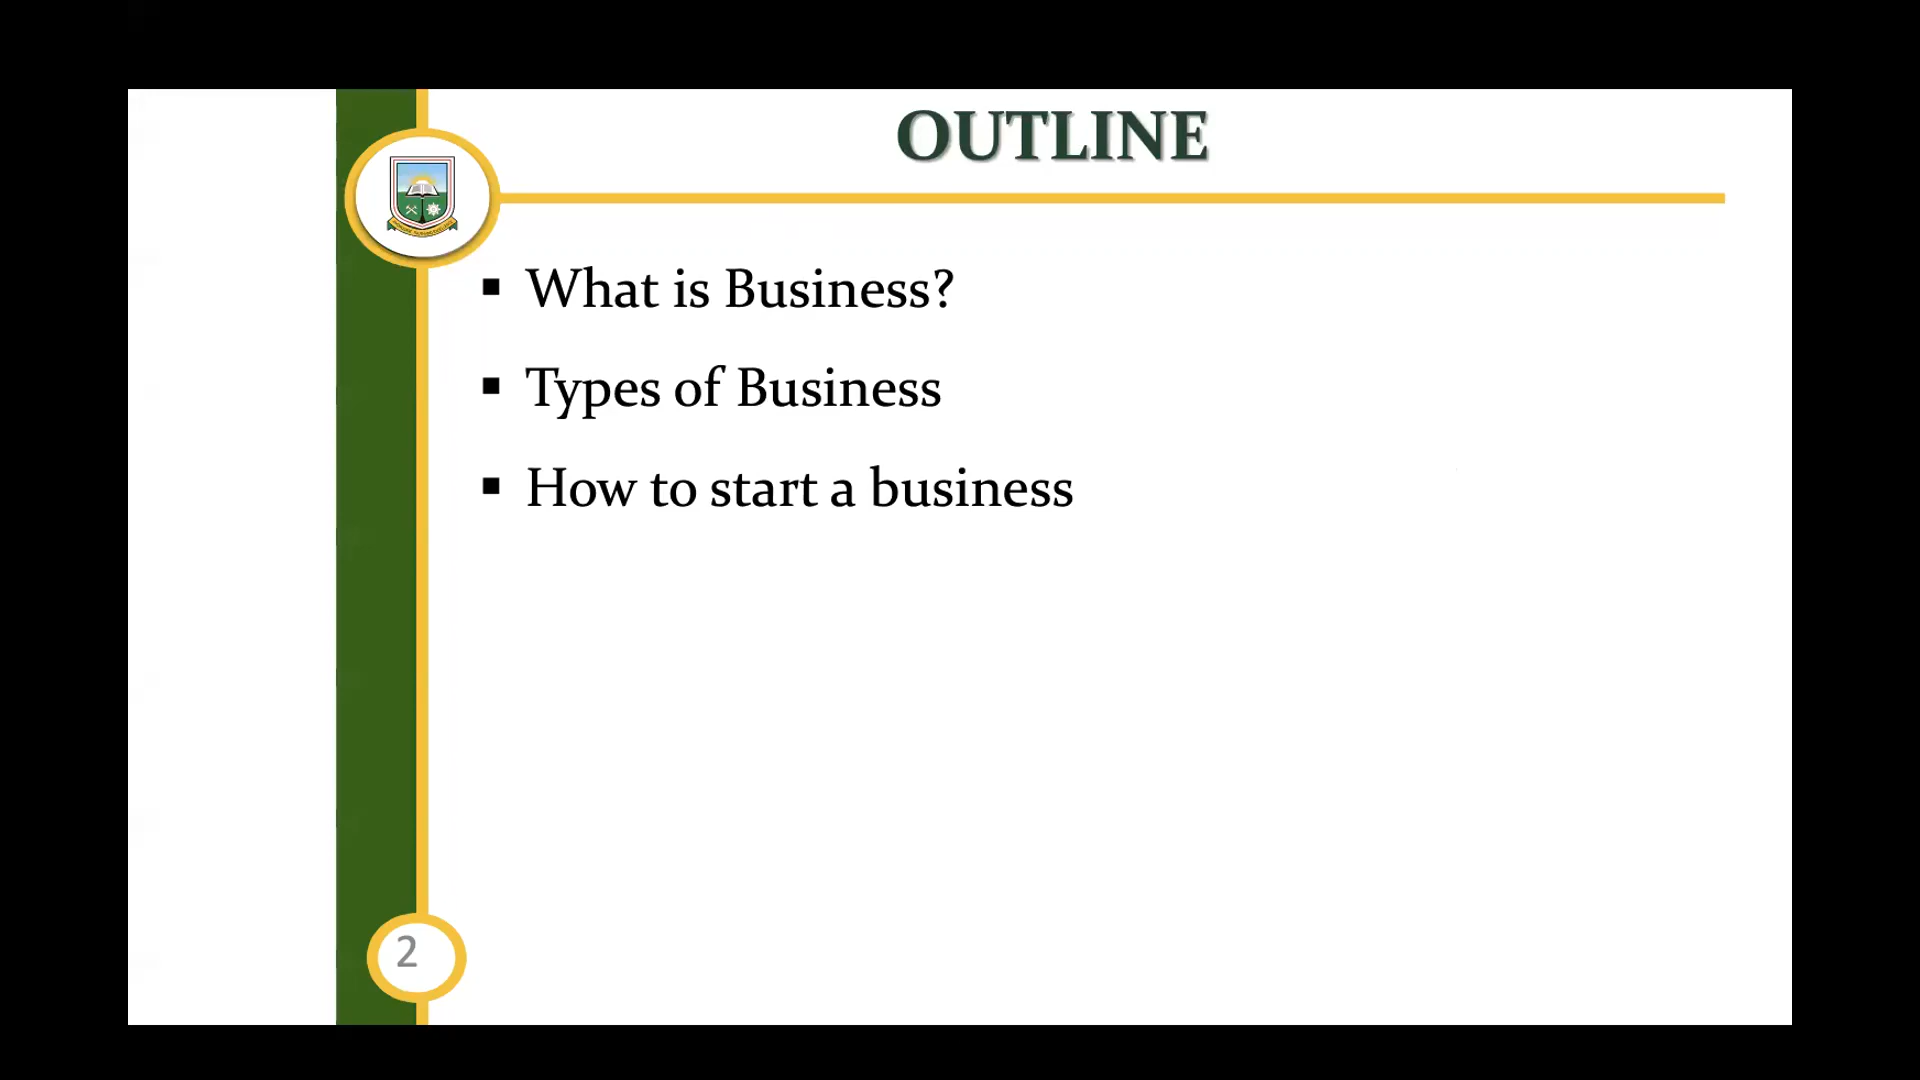 OUTLINE
▪ What is Business?
▪ Types of Business
▪ How to start a business
2